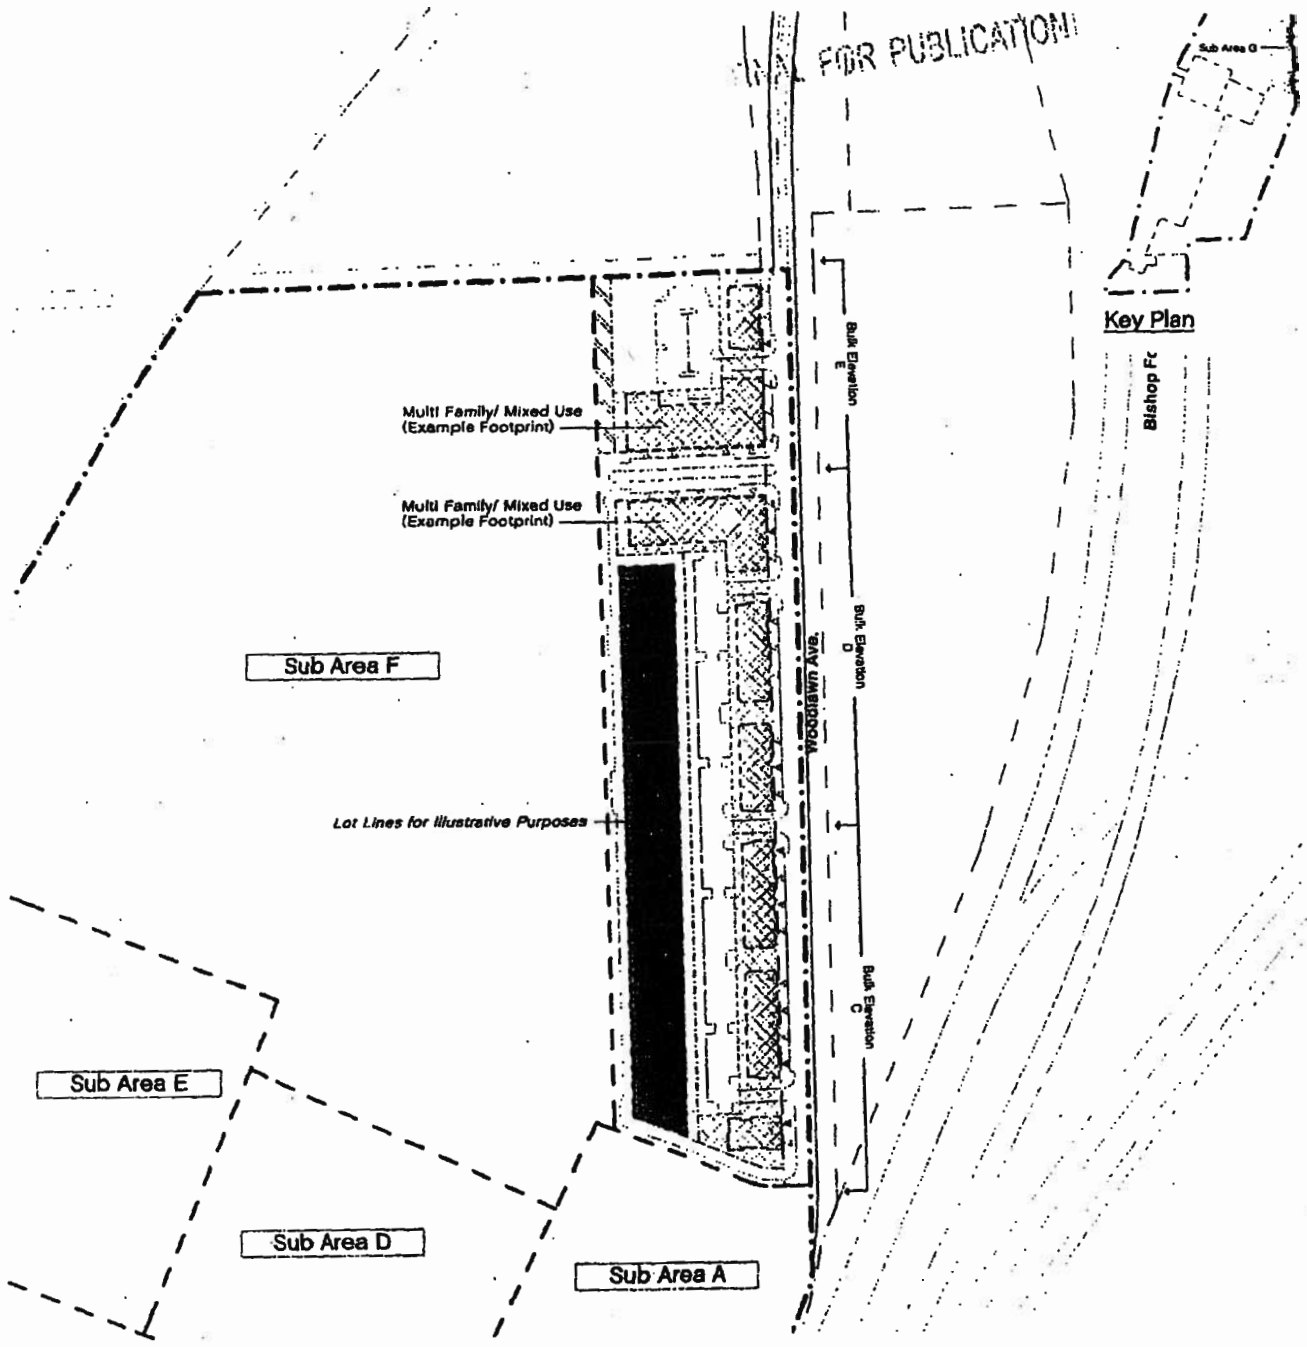 FOR PUBLICATION
Sub Area G
Key Plan
Bishop
Bulk Elevation
E
Multi Family/ Mixed Use
(Example Footprint)
Multi Family/ Mixed Use
(Example Footprint)
Bulk Elevation
D
Woodlawn Ave.
Sub Area F
Lot Lines for Illustrative Purposes
Bulk Elevation
C
Sub Area E
Sub Area D
Sub Area A